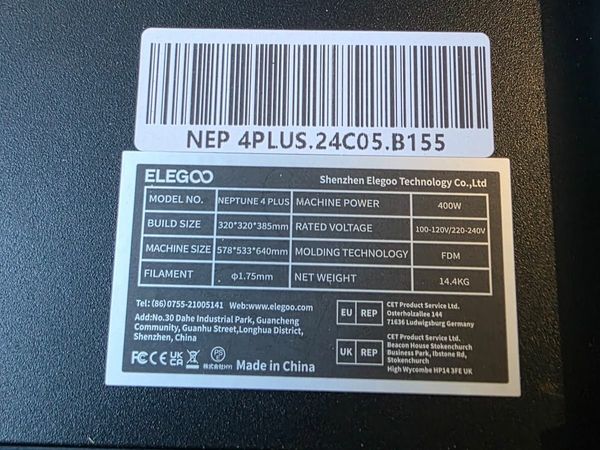 NEP 4PLUS.24C05.B155
ELEGOO
Shenzhen Elegoo Technology Co.,Ltd
MODEL NO. NEPTUNE 4 PLUS MACHINE POWER 400W
BUILD SIZE 320*320*385mm RATED VOLTAGE 100-120V/220-240V
MACHINE SIZE 578*533*640mm MOLDING TECHNOLOGY FDM
FILAMENT φ1.75mm NET WEIGHT 14.4KG
Tel: (86)0755-21005141 Web:www.elegoo.com
Add:No.30 Dahe Industrial Park, Guancheng
Community, Guanhu Street,Longhua District,
Shenzhen, China
EU REP
CET Product Service Ltd.
Osterholzallee 144
71636 Ludwigsburg Germany
UK REP
CET Product Service Ltd.
Beacon House Stokenchurch
Business Park, Ibstone Rd,
Stokenchurch
High Wycombe HP14 3FE UK
FC CE UK CA PS E
Made in China